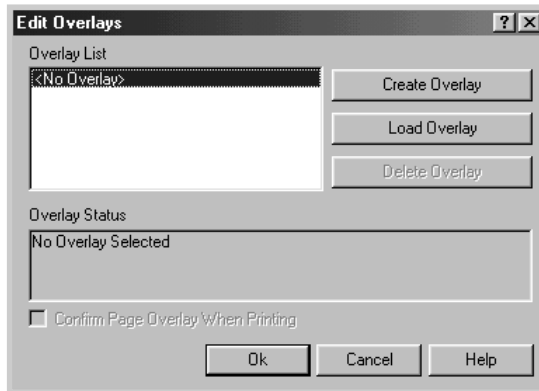 Edit Overlays
Overlay List
<No Overlay>
Create Overlay
Load Overlay
Delete Overlay
Overlay Status
No Overlay Selected
Confirm Page Overlay When Printing
Ok Cancel Help